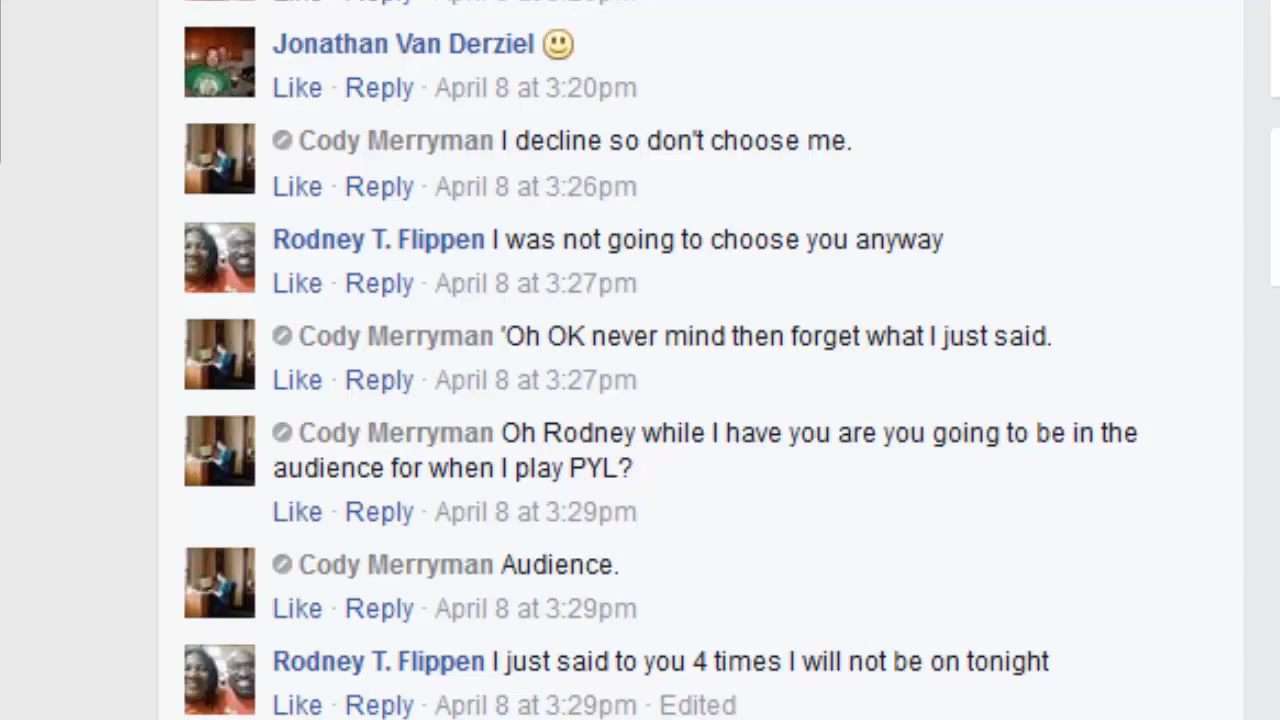 Jonathan Van Derziel
Like · Reply · April 8 at 3:20pm
Cody Merryman I decline so don't choose me.
Like · Reply · April 8 at 3:26pm
Rodney T. Flippen I was not going to choose you anyway
Like · Reply · April 8 at 3:27pm
Cody Merryman 'Oh OK never mind then forget what I just said.
Like · Reply · April 8 at 3:27pm
Cody Merryman Oh Rodney while I have you are you going to be in the
audience for when I play PYL?
Like · Reply · April 8 at 3:29pm
Cody Merryman Audience.
Like · Reply · April 8 at 3:29pm
Rodney T. Flippen I just said to you 4 times I will not be on tonight
Like · Reply · April 8 at 3:29pm · Edited